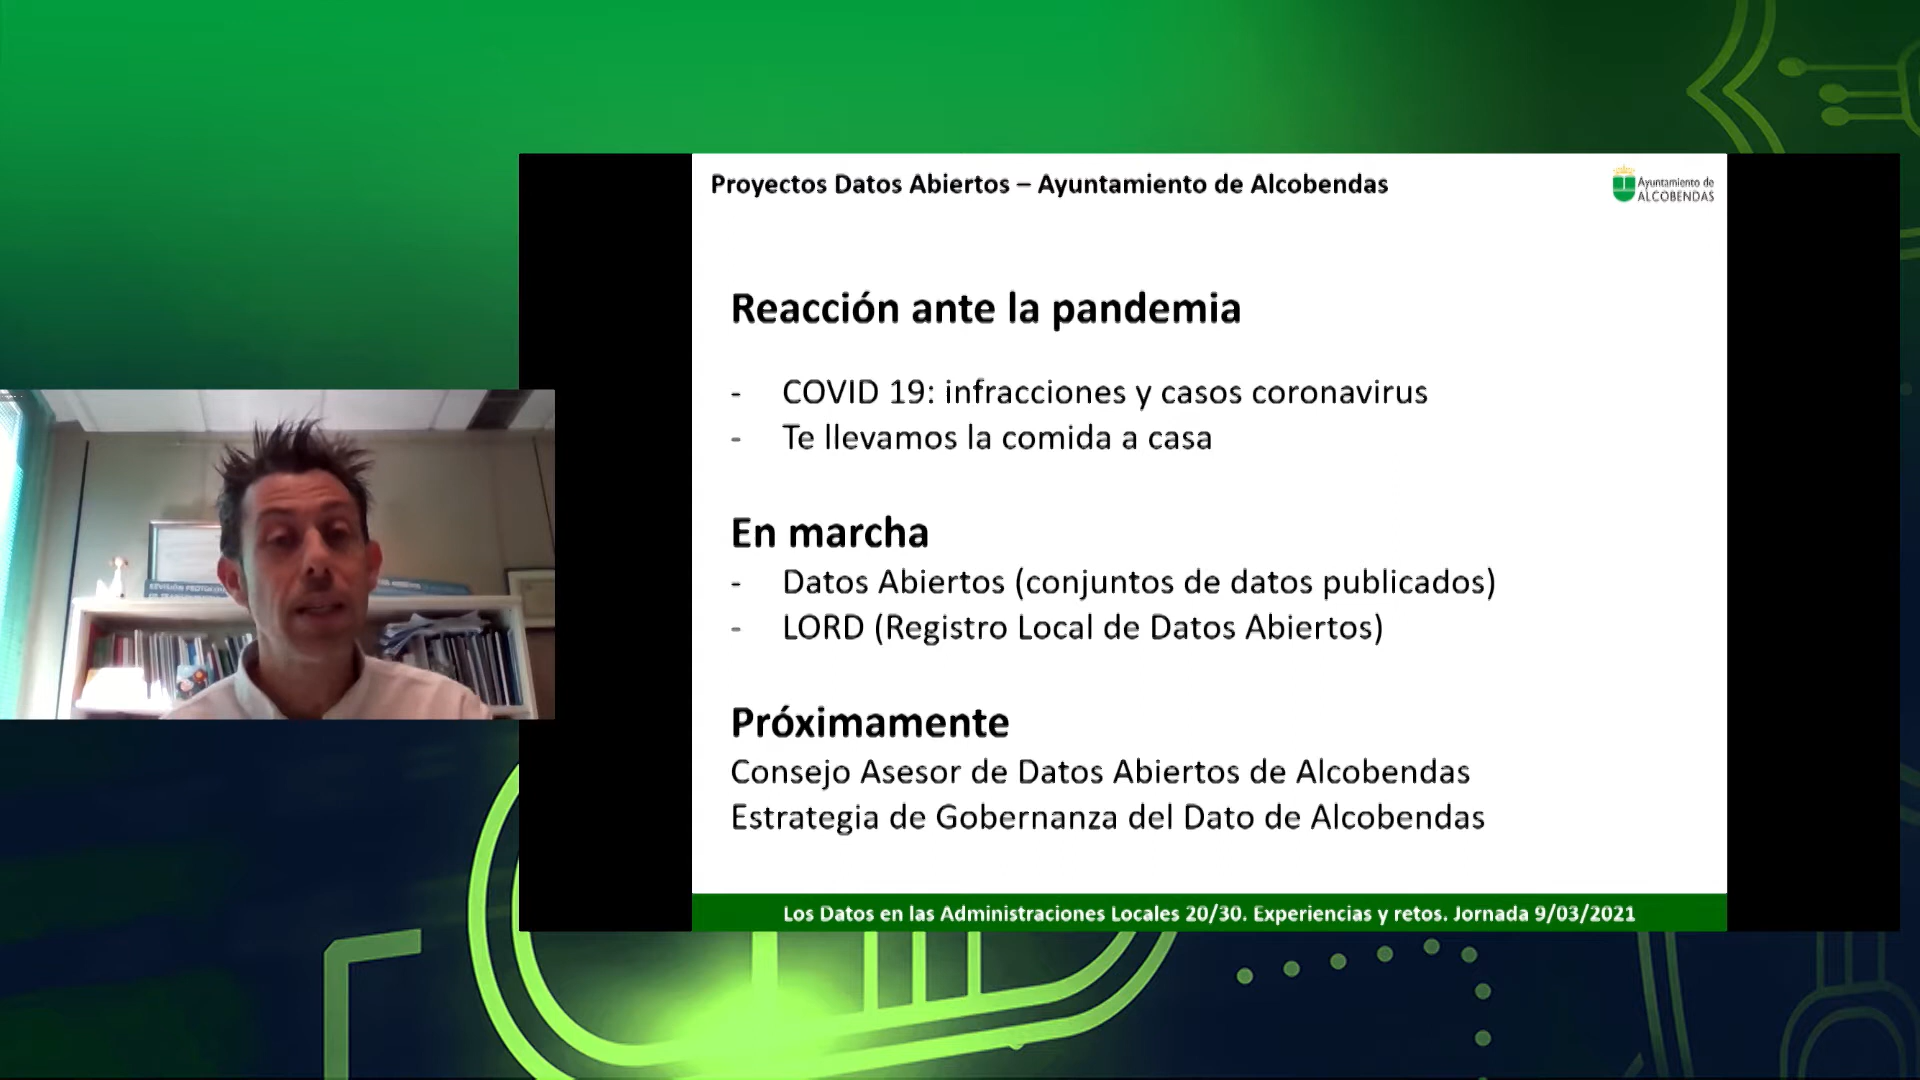 Proyectos Datos Abiertos – Ayuntamiento de Alcobendas
Ayuntamiento de
ALCOBENDAS
Reacción ante la pandemia
- COVID 19: infracciones y casos coronavirus
- Te llevamos la comida a casa
En marcha
- Datos Abiertos (conjuntos de datos publicados)
- LORD (Registro Local de Datos Abiertos)
Próximamente
Consejo Asesor de Datos Abiertos de Alcobendas
Estrategia de Gobernanza del Dato de Alcobendas
Los Datos en las Administraciones Locales 20/30. Experiencias y retos. Jornada 9/03/2021